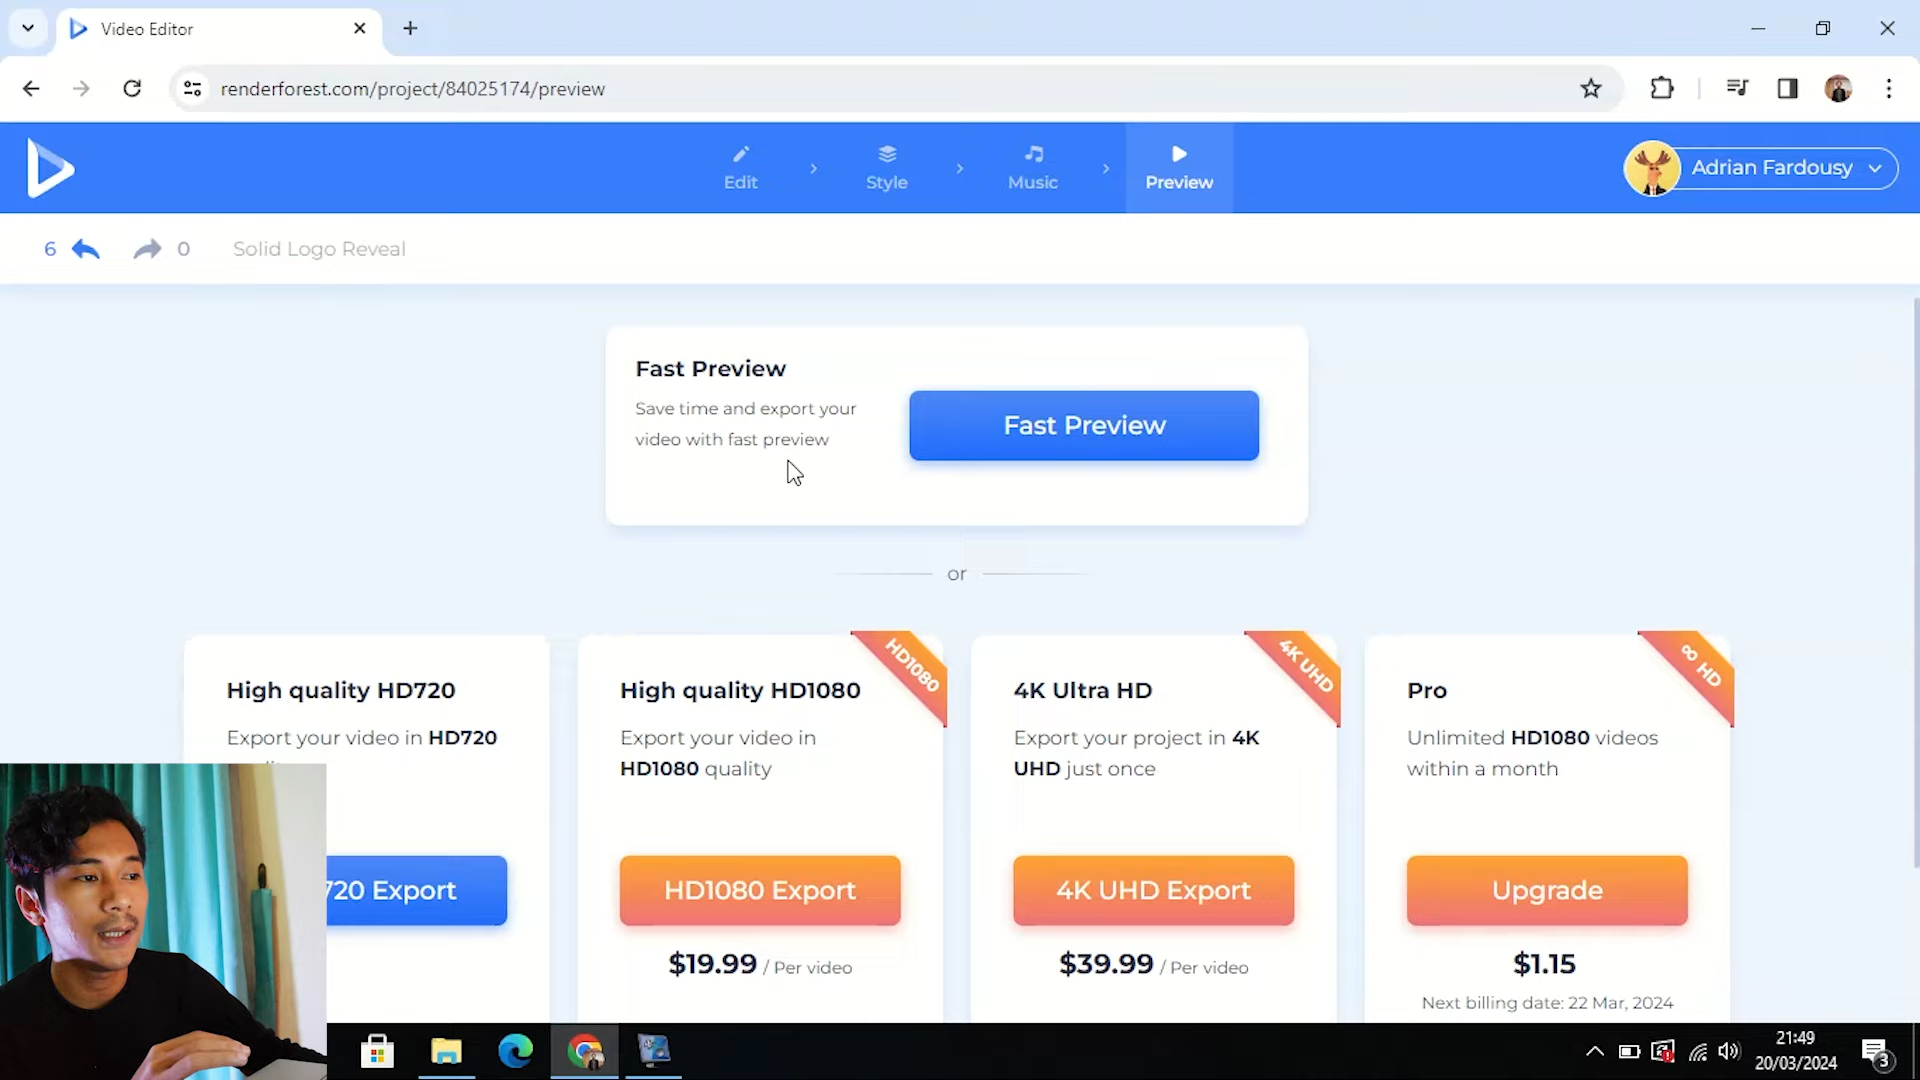 Video Editor
renderforest.com/project/84025174/preview
Edit
Style
Music
Preview
Adrian Fardousy
6
0
Solid Logo Reveal
Fast Preview
Save time and export your
video with fast preview
Fast Preview
or
High quality HD720
Export your video in HD720
720 Export
HD1080
High quality HD1080
Export your video in
HD1080 quality
HD1080 Export
$19.99 / Per video
4K UHD
4K Ultra HD
Export your project in 4K
UHD just once
4K UHD Export
$39.99 / Per video
∞ HD
Pro
Unlimited HD1080 videos
within a month
Upgrade
$1.15
Next billing date: 22 Mar, 2024
21:49
20/03/2024
3